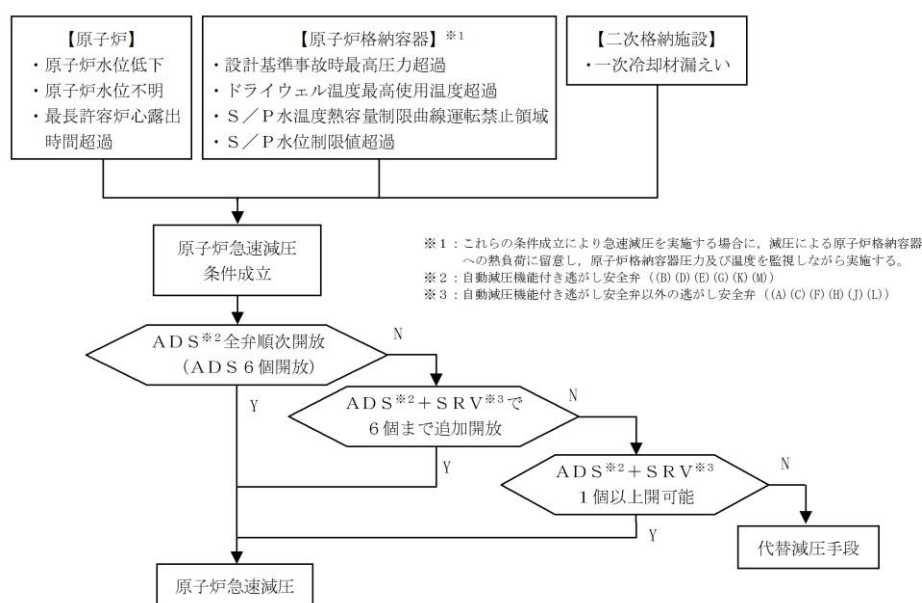 【原子炉】
・原子炉水位低下
・原子炉水位不明
・最長許容炉心露出
時間超過
【原子炉格納容器】※1
・設計基準事故時最高圧力超過
・ドライウェル温度最高使用温度超過
・S/P水温度熱容量制限曲線運転禁止領域
・S/P水位制限値超過
【二次格納施設】
・一次冷却材漏えい
原子炉急速減圧
条件成立
※1：これらの条件成立により急速減圧を実施する場合に，減圧による原子炉格納容器
への熱負荷に留意し，原子炉格納容器圧力及び温度を監視しながら実施する。
※2：自動減圧機能付き逃がし安全弁 ((B)(D)(E)(G)(K)(M))
※3：自動減圧機能付き逃がし安全弁以外の逃がし安全弁 ((A)(C)(F)(H)(J)(L))
ADS※2全弁順次開放
(ADS6個開放)
N
Y
ADS※2+SRV※3で
6個まで追加開放
N
Y
ADS※2+SRV※3
1個以上開可能
N
Y
代替減圧手段
原子炉急速減圧